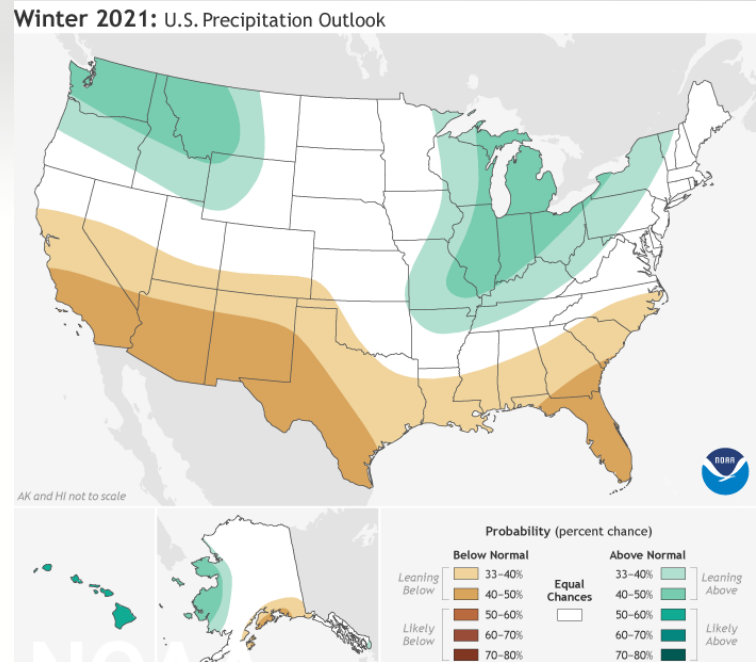 Winter 2021: U.S. Precipitation Outlook
NOAA
AK and HI not to scale
Probability (percent chance)
Below Normal
Above Normal
Leaning Below
33–40%
40–50%
Equal Chances
33–40%
40–50%
Leaning Above
Likely Below
50–60%
60–70%
70–80%
50–60%
60–70%
70–80%
Likely Above